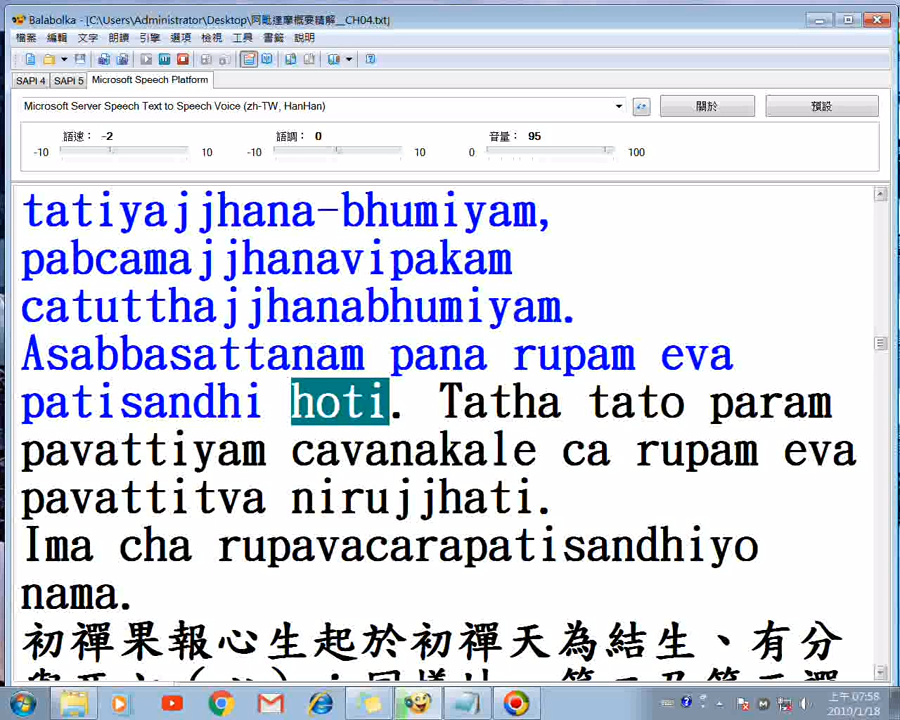 Balabolka - [C:\Users\Administrator\Desktop\阿毗達摩概要精解__CH04.txt]
檔案 編輯 文字 朗讀 引擎 選項 檢視 工具 書籤 說明
SAPI 4 SAPI 5 Microsoft Speech Platform
Microsoft Server Speech Text to Speech Voice (zh-TW, HanHan) 關於 預設
語速： -2 語調： 0 音量： 95
-10 10 -10 10 0 100
tatiyajjhana-bhumiyam,
pabcamajjhanavipakam
catutthajjhanabhumiyam.
Asabbasattanam pana rupam eva
patisandhi hoti. Tatha tato param
pavattiyam cavanakale ca rupam eva
pavattitva nirujjhati.
Ima cha rupavacarapatisandhiyo
nama.
初禪果報心生起於初禪天為結生、有分
上午 07:58
2019/1/18